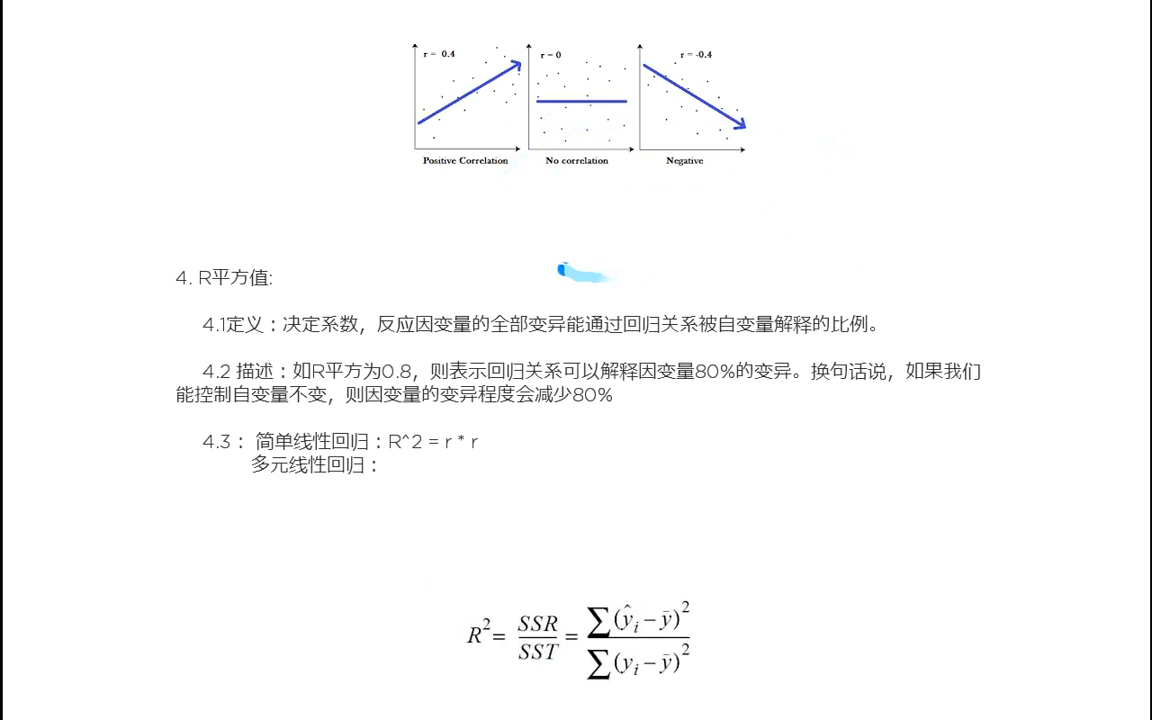 r = 0.4
r = 0
r = -0.4
Positive Correlation
No correlation
Negative
4. R平方值:
4.1定义：决定系数，反应因变量的全部变异能通过回归关系被自变量解释的比例。
4.2 描述：如R平方为0.8，则表示回归关系可以解释因变量80%的变异。换句话说，如果我们
能控制自变量不变，则因变量的变异程度会减少80%
4.3： 简单线性回归：R^2 = r * r
多元线性回归：
R² = SSR/SST = ∑(ŷᵢ − ȳ)² / ∑(yᵢ − ȳ)²